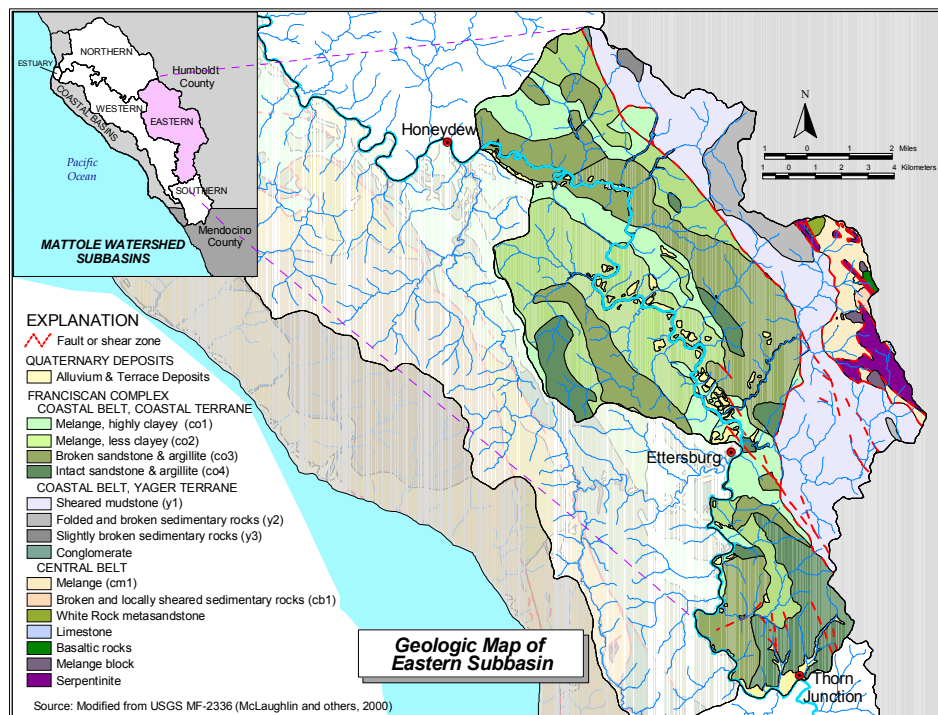 NORTHERN
ESTUARY
Humboldt
County
COASTAL BASINS
WESTERN
EASTERN
Pacific
Ocean
SOUTHERN
Mendocino
County
MATTOLE WATERSHED
SUBBASINS
Honeydew
N
1 0 1 2 Miles
1 0 1 2 3 4 Kilometers
EXPLANATION
Fault or shear zone
QUATERNARY DEPOSITS
Alluvium & Terrace Deposits
FRANCISCAN COMPLEX
COASTAL BELT, COASTAL TERRANE
Melange, highly clayey (co1)
Melange, less clayey (co2)
Broken sandstone & argillite (co3)
Intact sandstone & argillite (co4)
COASTAL BELT, YAGER TERRANE
Sheared mudstone (y1)
Folded and broken sedimentary rocks (y2)
Slightly broken sedimentary rocks (y3)
Conglomerate
CENTRAL BELT
Melange (cm1)
Broken and locally sheared sedimentary rocks (cb1)
White Rock metasandstone
Limestone
Basaltic rocks
Melange block
Serpentinite
Ettersburg
Geologic Map of
Eastern Subbasin
Thorn
Junction
Source: Modified from USGS MF-2336 (McLaughlin and others, 2000)